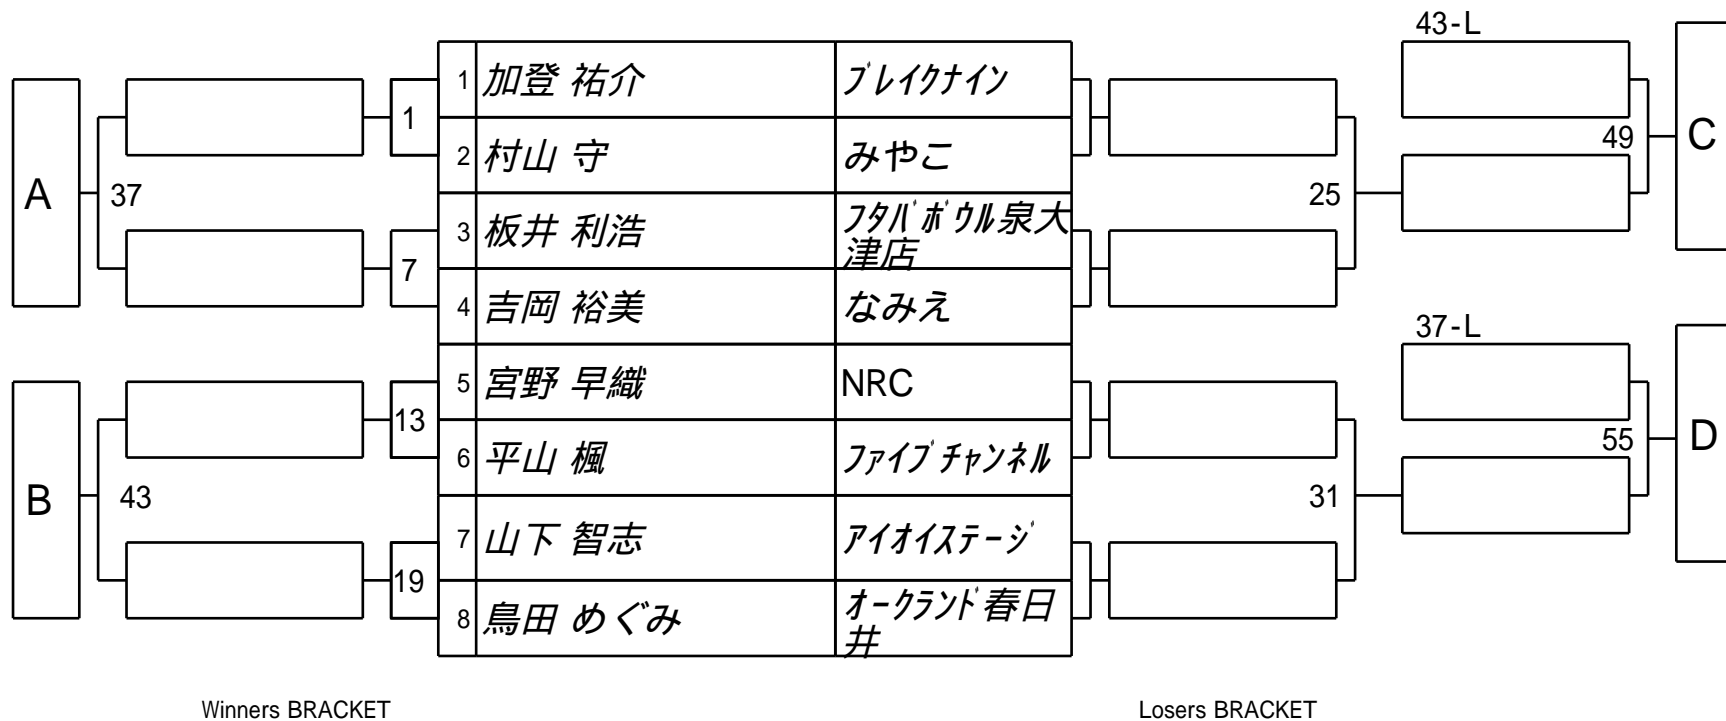 43-L
1 加登 祐介 ﾌﾞﾚｲｸﾅｲﾝ
1
2 村山 守 みやこ
49
C
A
37
25
3 板井 利浩 ﾌﾀﾊﾞﾎﾞｳﾙ泉大
津店
7
4 吉岡 裕美 なみえ
37-L
5 宮野 早織 NRC
13
6 平山 楓 ﾌｧｲﾌﾞﾁｬﾝﾈﾙ
55
D
B
43
31
7 山下 智志 ｱｲｵｲｽﾃｰｼﾞ
19
8 鳥田 めぐみ ｵｰｸﾗﾝﾄﾞ春日
井
Winners BRACKET
Losers BRACKET